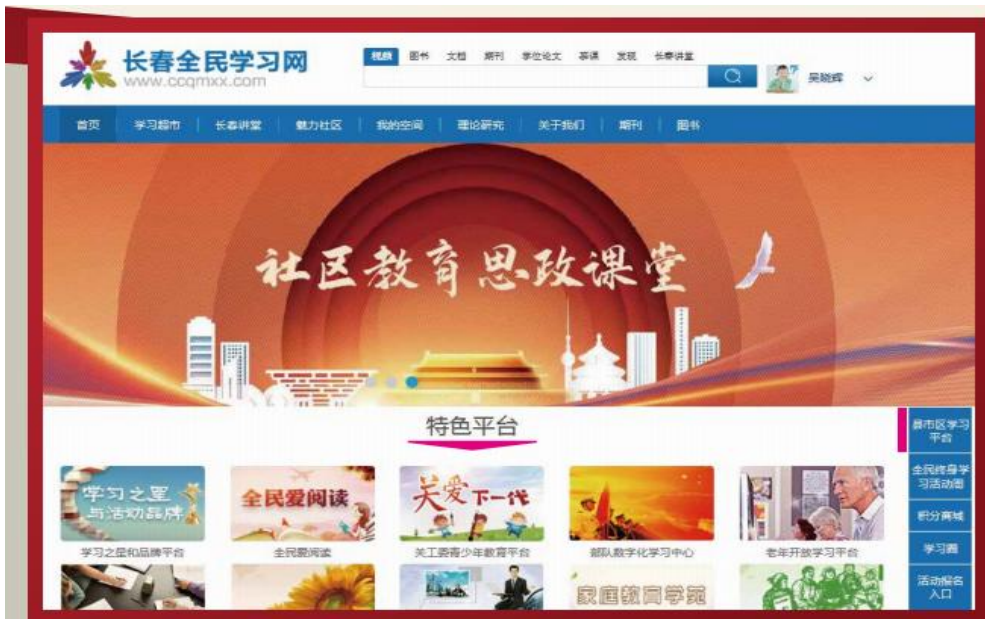 长春全民学习网
www.ccqmxx.com
视频 图书 文档 期刊 学位论文 慕课 发现 长春讲堂
吴晓辉
首页 学习超市 长春讲堂 魅力社区 我的空间 理论研究 关于我们 期刊 图书
社区教育思政课堂
特色平台
县市区学习
平台
全民终身学
习活动周
积分商城
学习圈
活动报名
入口
学习之星
与活动品牌
全民爱阅读
关爱下一代
学习之星和品牌平台
全民爱阅读
关工委青少年教育平台
部队数字化学习中心
老年开放学习平台
家庭教育学苑